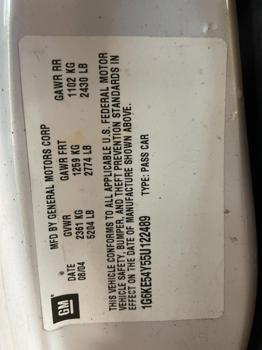 MFD BY GENERAL MOTORS CORP
DATE GVWR GAWR FRT GAWR RR
08/04 2361 KG 1259 KG 1102 KG
5204 LB 2774 LB 2430 LB
THIS VEHICLE CONFORMS TO ALL APPLICABLE U.S. FEDERAL MOTOR
VEHICLE SAFETY, BUMPER, AND THEFT PREVENTION STANDARDS IN
EFFECT ON THE DATE OF MANUFACTURE SHOWN ABOVE.
1G6KE54Y55U122489 TYPE: PASS CAR
GM